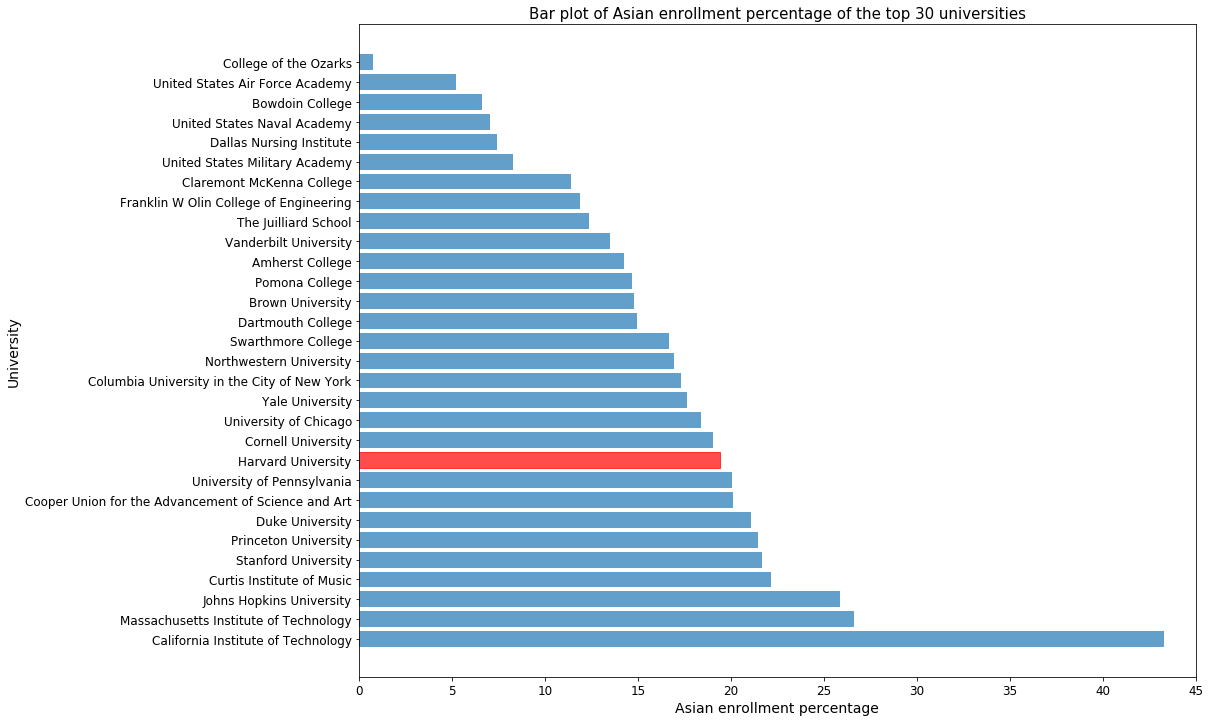 Bar plot of Asian enrollment percentage of the top 30 universities
University
College of the Ozarks
United States Air Force Academy
Bowdoin College
United States Naval Academy
Dallas Nursing Institute
United States Military Academy
Claremont McKenna College
Franklin W Olin College of Engineering
The Juilliard School
Vanderbilt University
Amherst College
Pomona College
Brown University
Dartmouth College
Swarthmore College
Northwestern University
Columbia University in the City of New York
Yale University
University of Chicago
Cornell University
Harvard University
University of Pennsylvania
Cooper Union for the Advancement of Science and Art
Duke University
Princeton University
Stanford University
Curtis Institute of Music
Johns Hopkins University
Massachusetts Institute of Technology
California Institute of Technology
0 5 10 15 20 25 30 35 40 45
Asian enrollment percentage